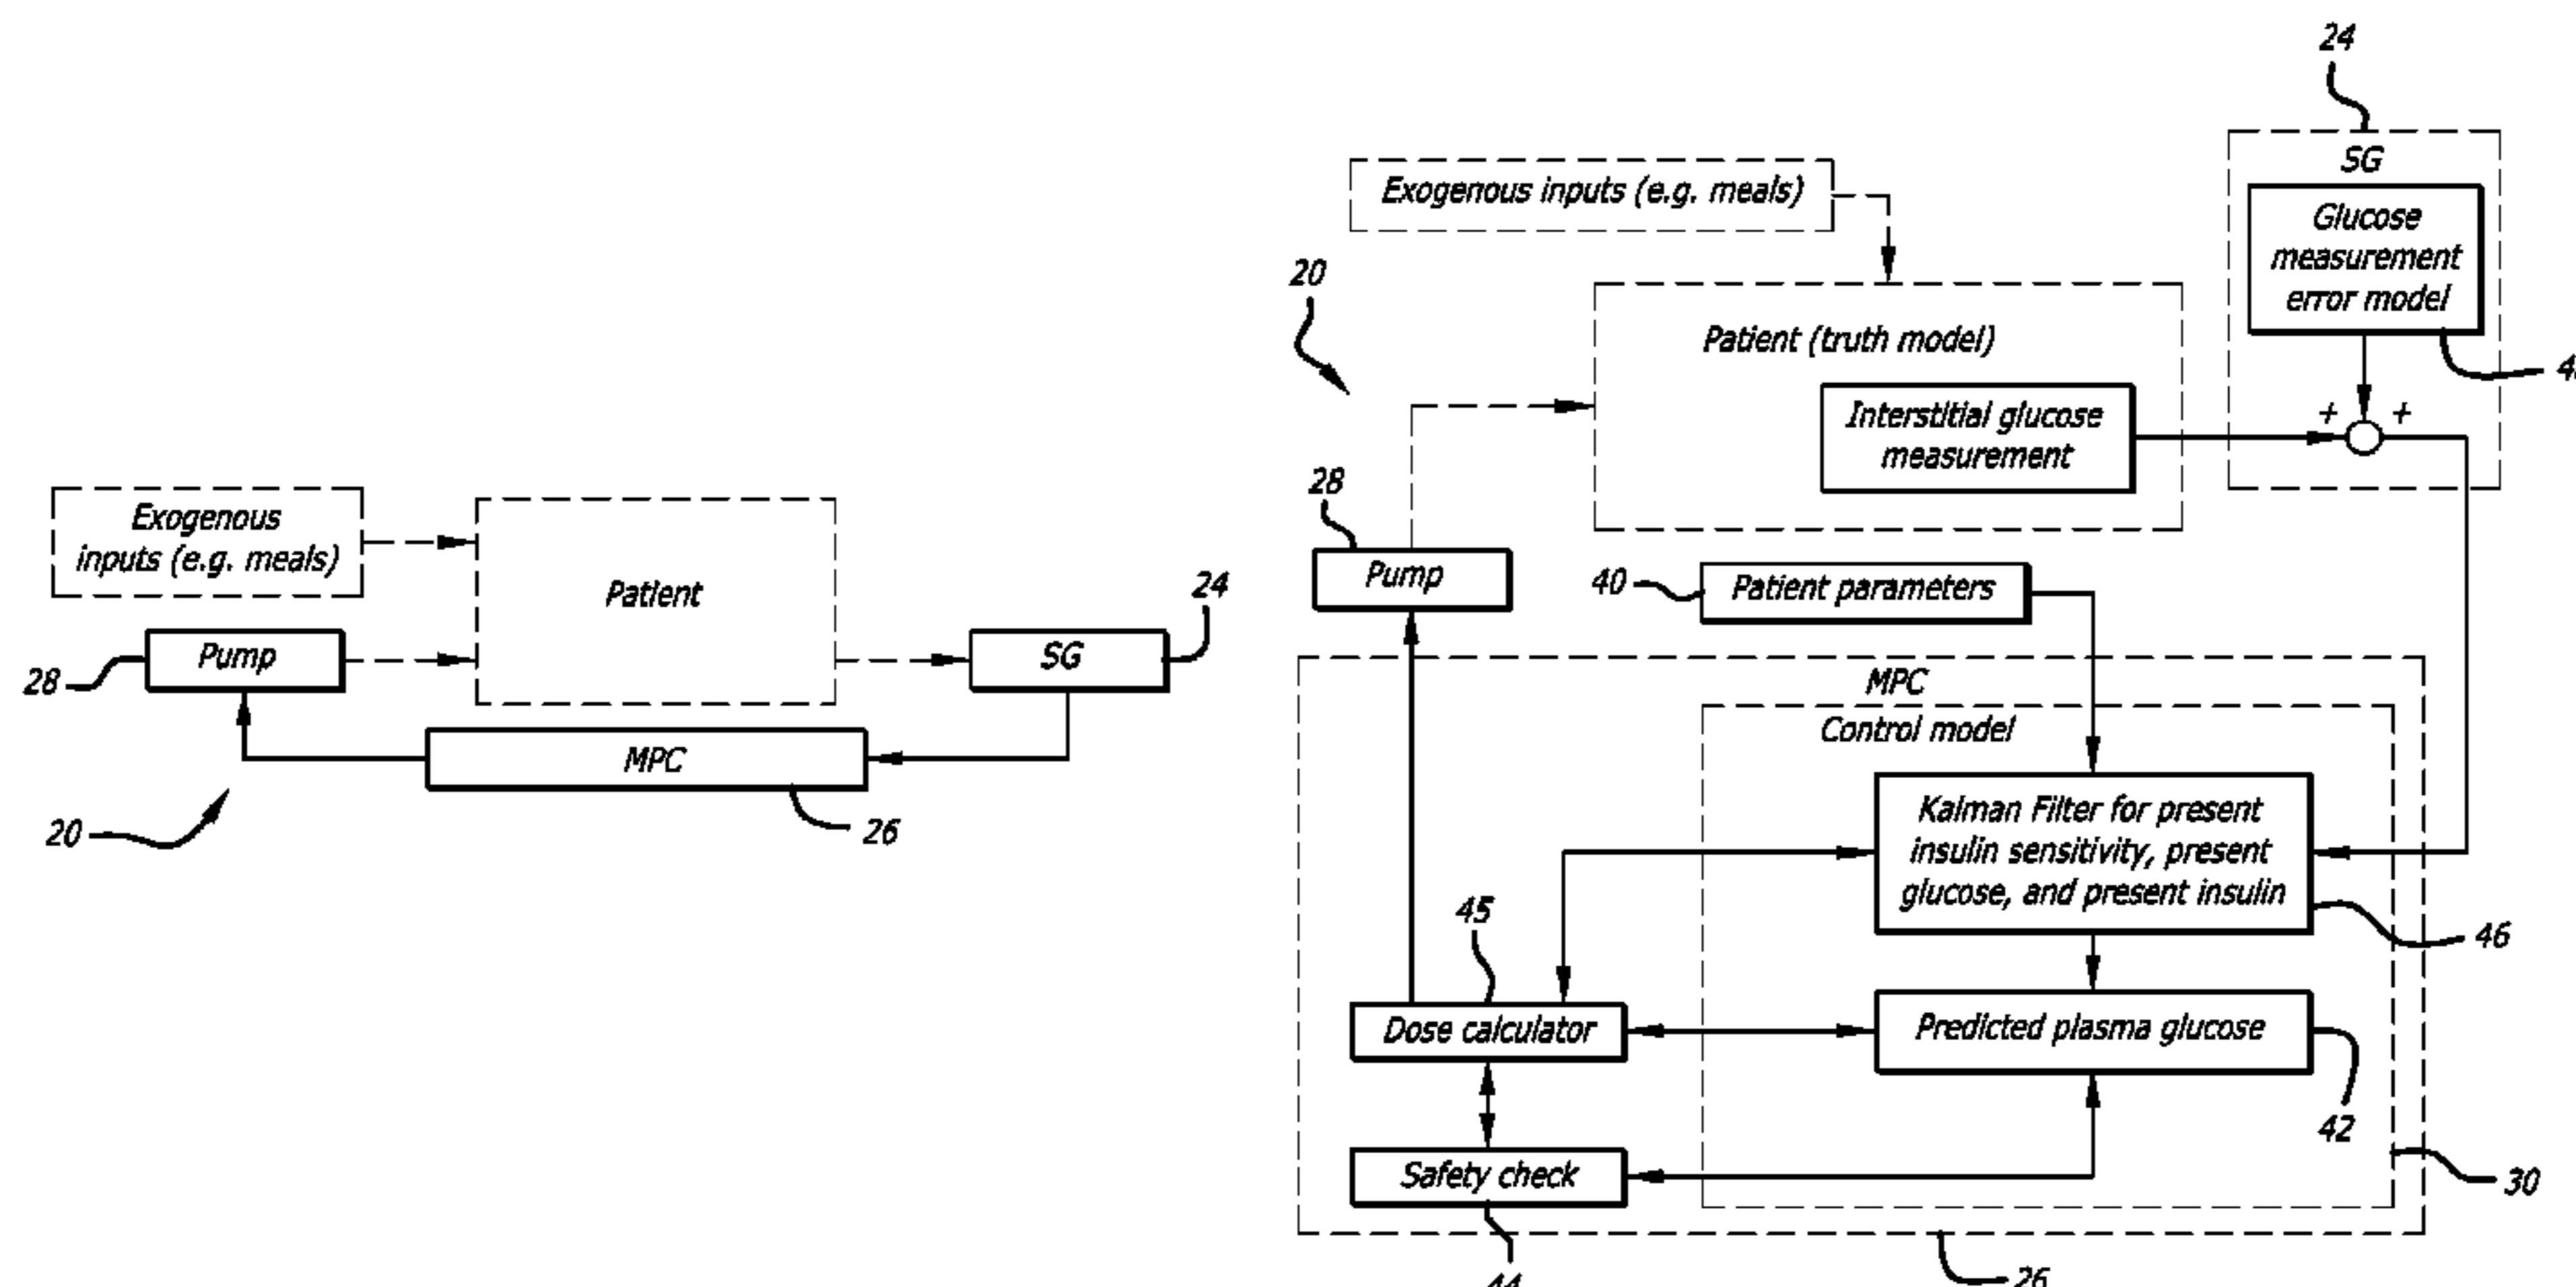 Exogenous
inputs (e.g. meals)
Patient
Pump
28
SG
24
MPC
20
26
24
SG
Glucose
measurement
error model
Exogenous inputs (e.g. meals)
20
Patient (truth model)
Interstitial glucose
measurement
+ +
28
Pump
40
Patient parameters
MPC
Control model
Kalman Filter for present
insulin sensitivity, present
glucose, and present insulin
46
45
Dose calculator
Predicted plasma glucose
42
Safety check
30
44
26